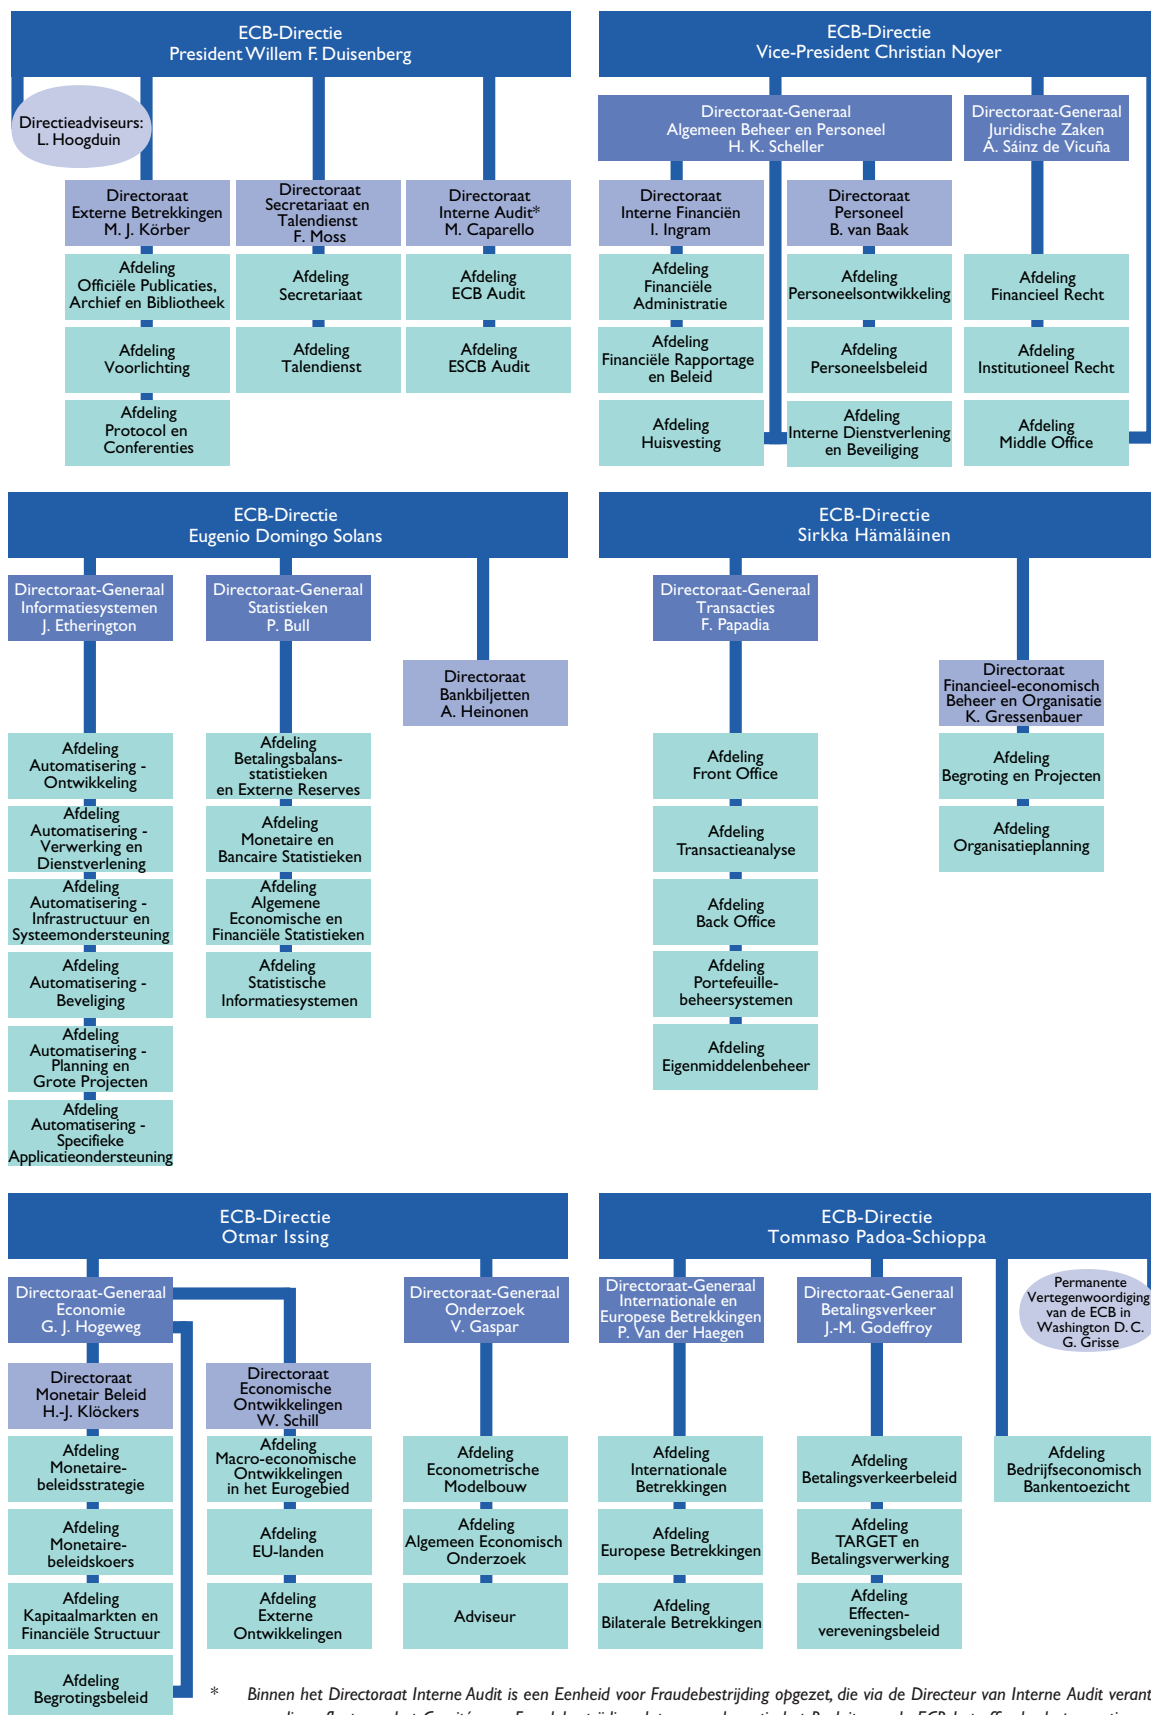 ECB-Directie
President Willem F. Duisenberg
Directieadviseurs:
L. Hoogduin
Directoraat
Externe Betrekkingen
M. J. Körber
Afdeling
Officiële Publicaties,
Archief en Bibliotheek
Afdeling
Voorlichting
Afdeling
Protocol en
Conferenties
Directoraat
Secretariaat en
Talendienst
F. Moss
Afdeling
Secretariaat
Afdeling
Talendienst
Directoraat
Interne Audit*
M. Caparello
Afdeling
ECB Audit
Afdeling
ESCB Audit
ECB-Directie
Vice-President Christian Noyer
Directoraat-Generaal
Algemeen Beheer en Personeel
H. K. Scheller
Directoraat
Interne Financiën
I. Ingram
Afdeling
Financiële
Administratie
Afdeling
Financiële Rapportage
en Beleid
Afdeling
Huisvesting
Directoraat
Personeel
B. van Baak
Afdeling
Personeelsontwikkeling
Afdeling
Personeelsbeleid
Afdeling
Interne Dienstverlening
en Beveiliging
Directoraat-Generaal
Juridische Zaken
A. Sáinz de Vicuña
Afdeling
Financieel Recht
Afdeling
Institutioneel Recht
Afdeling
Middle Office
ECB-Directie
Eugenio Domingo Solans
Directoraat-Generaal
Informatiesystemen
J. Etherington
Afdeling
Automatisering -
Ontwikkeling
Afdeling
Automatisering -
Verwerking en
Dienstverlening
Afdeling
Automatisering -
Infrastructuur en
Systeemondersteuning
Afdeling
Automatisering -
Beveliging
Afdeling
Automatisering -
Planning en
Grote Projecten
Afdeling
Automatisering -
Specifieke
Applicatieondersteuning
Directoraat-Generaal
Statistieken
P. Bull
Afdeling
Betalingsbalans-
statistieken
en Externe Reserves
Afdeling
Monetaire en
Bancaire Statistieken
Afdeling
Algemene
Economische en
Financiële Statistieken
Afdeling
Statistische
Informatiesystemen
Directoraat
Bankbiljetten
A. Heinonen
ECB-Directie
Sirkka Hämäläinen
Directoraat-Generaal
Transacties
F. Papadia
Afdeling
Front Office
Afdeling
Transactieanalyse
Afdeling
Back Office
Afdeling
Portefeuille-
beheersystemen
Afdeling
Eigenmiddelenbeheer
Directoraat
Financieel-economisch
Beheer en Organisatie
K. Gressenbauer
Afdeling
Begroting en Projecten
Afdeling
Organisatieplanning
ECB-Directie
Otmar Issing
Directoraat-Generaal
Economie
G. J. Hogeweg
Directoraat
Monetair Beleid
H.-J. Klöckers
Afdeling
Monetaire-
beleidsstrategie
Afdeling
Monetaire-
beleidskoers
Afdeling
Kapitaalmarkten en
Financiële Structuur
Afdeling
Begrotingsbeleid
Directoraat
Economische
Ontwikkelingen
W. Schill
Afdeling
Macro-economische
Ontwikkelingen
in het Eurogebied
Afdeling
EU-landen
Afdeling
Externe
Ontwikkelingen
Directoraat-Generaal
Onderzoek
V. Gaspar
Afdeling
Econometrische
Modelbouw
Afdeling
Algemeen Economisch
Onderzoek
Adviseur
ECB-Directie
Tommaso Padoa-Schioppa
Directoraat-Generaal
Internationale en
Europese Betrekkingen
P. Van der Haegen
Afdeling
Internationale
Betrekkingen
Afdeling
Europese Betrekkingen
Afdeling
Bilaterale Betrekkingen
Directoraat-Generaal
Betalingsverkeer
J.-M. Godeffroy
Afdeling
Betalingsverkeerbeleid
Afdeling
TARGET en
Betalingsverwerking
Afdeling
Effecten-
vereveningsbeleid
Permanente
Vertegenwoordiging
van de ECB in
Washington D. C.
G. Grisse
Afdeling
Bedrijfseconomisch
Bankentoezicht
* Binnen het Directoraat Interne Audit is een Eenheid voor Fraudebestrijding opgezet, die via de Directeur van Interne Audit verant